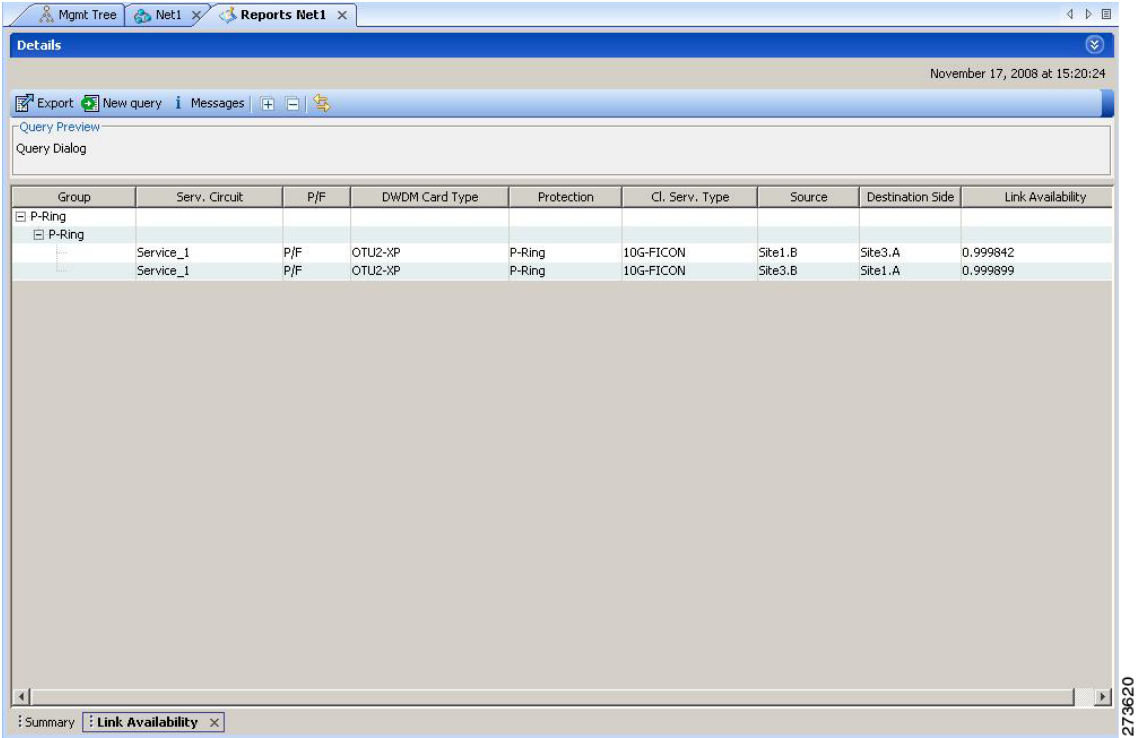 Mgmt Tree Net1 Reports Net1
Details
November 17, 2008 at 15:20:24
Export New query i Messages
Query Preview
Query Dialog
Group Serv. Circuit P/F DWDM Card Type Protection Cl. Serv. Type Source Destination Side Link Availability
P-Ring
P-Ring
Service_1 P/F OTU2-XP P-Ring 10G-FICON Site1.B Site3.A 0.999842
Service_1 P/F OTU2-XP P-Ring 10G-FICON Site3.B Site1.A 0.999899
Summary Link Availability
273620